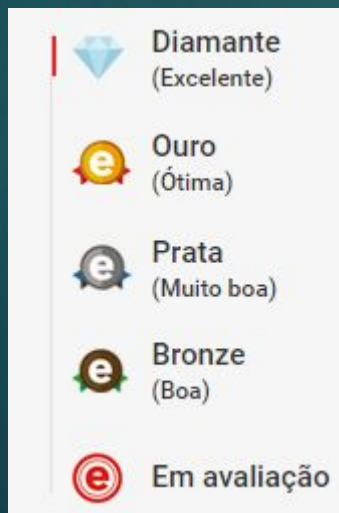 Diamante
(Excelente)
e
Ouro
(Ótima)
e
Prata
(Muito boa)
e
Bronze
(Boa)
e
Em avaliação